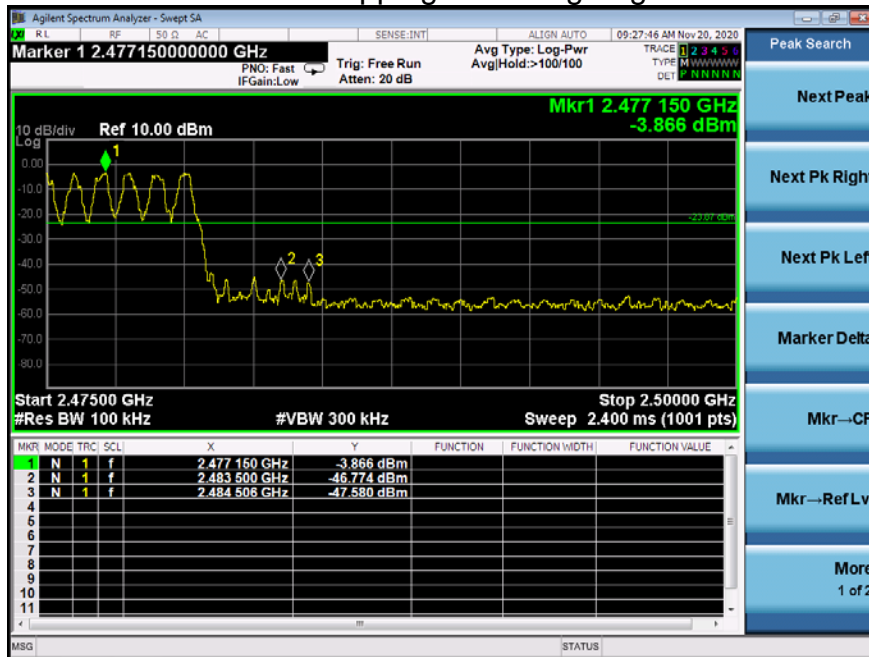 Agilent Spectrum Analyzer - Swept SA
RL RF 50 Ω AC SENSE:INT ALIGN AUTO 09:27:46 AM Nov 20, 2020
Marker 1 2.477150000000 GHz
PNO: Fast
IFGain:Low
Trig: Free Run
Atten: 20 dB
Avg Type: Log-Pwr
Avg|Hold:>100/100
TRACE 1 2 3 4 5 6
TYPE MWWWWW
DET P N N N N N
Mkr1 2.477 150 GHz
-3.866 dBm
10 dB/div Ref 10.00 dBm
Log
1
0.00
-10.0
-20.0
-23.87 dBm
-30.0
-40.0
2 3
-50.0
-60.0
-70.0
-80.0
Start 2.47500 GHz Stop 2.50000 GHz
#Res BW 100 kHz #VBW 300 kHz Sweep 2.400 ms (1001 pts)
MKR MODE TRC SCL X Y FUNCTION FUNCTION WIDTH FUNCTION VALUE
1 N 1 f 2.477 150 GHz -3.866 dBm
2 N 1 f 2.483 500 GHz -46.774 dBm
3 N 1 f 2.484 506 GHz -47.580 dBm
4
5
6
7
8
9
10
11
MSG STATUS
Peak Search
Next Peak
Next Pk Right
Next Pk Left
Marker Delta
Mkr→CF
Mkr→Ref Lv
More
1 of 2